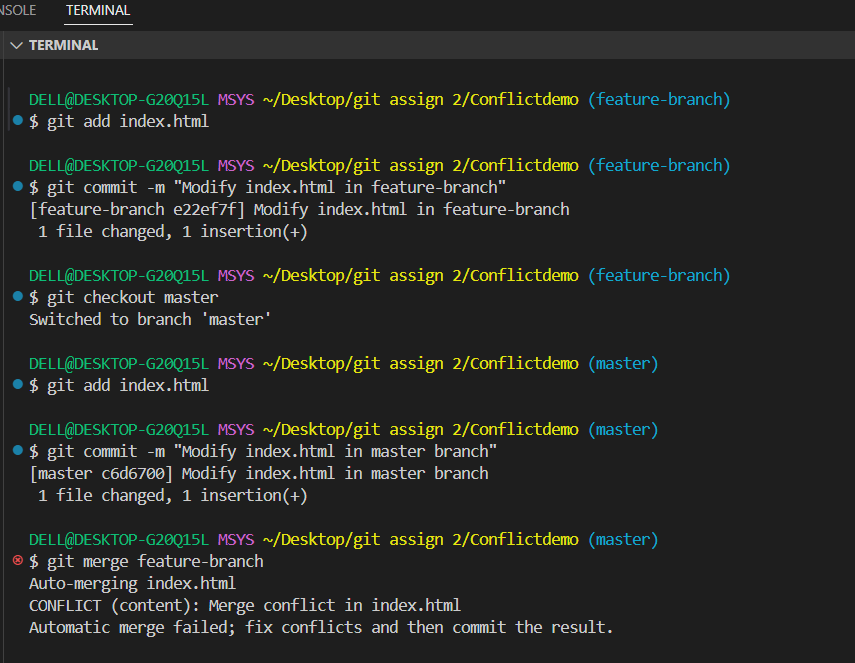 NSOLE TERMINAL
TERMINAL
DELL@DESKTOP-G20Q15L MSYS ~/Desktop/git assign 2/Conflictdemo (feature-branch)
$ git add index.html
DELL@DESKTOP-G20Q15L MSYS ~/Desktop/git assign 2/Conflictdemo (feature-branch)
$ git commit -m "Modify index.html in feature-branch"
[feature-branch e22ef7f] Modify index.html in feature-branch
1 file changed, 1 insertion(+)
DELL@DESKTOP-G20Q15L MSYS ~/Desktop/git assign 2/Conflictdemo (feature-branch)
$ git checkout master
Switched to branch 'master'
DELL@DESKTOP-G20Q15L MSYS ~/Desktop/git assign 2/Conflictdemo (master)
$ git add index.html
DELL@DESKTOP-G20Q15L MSYS ~/Desktop/git assign 2/Conflictdemo (master)
$ git commit -m "Modify index.html in master branch"
[master c6d6700] Modify index.html in master branch
1 file changed, 1 insertion(+)
DELL@DESKTOP-G20Q15L MSYS ~/Desktop/git assign 2/Conflictdemo (master)
$ git merge feature-branch
Auto-merging index.html
CONFLICT (content): Merge conflict in index.html
Automatic merge failed; fix conflicts and then commit the result.